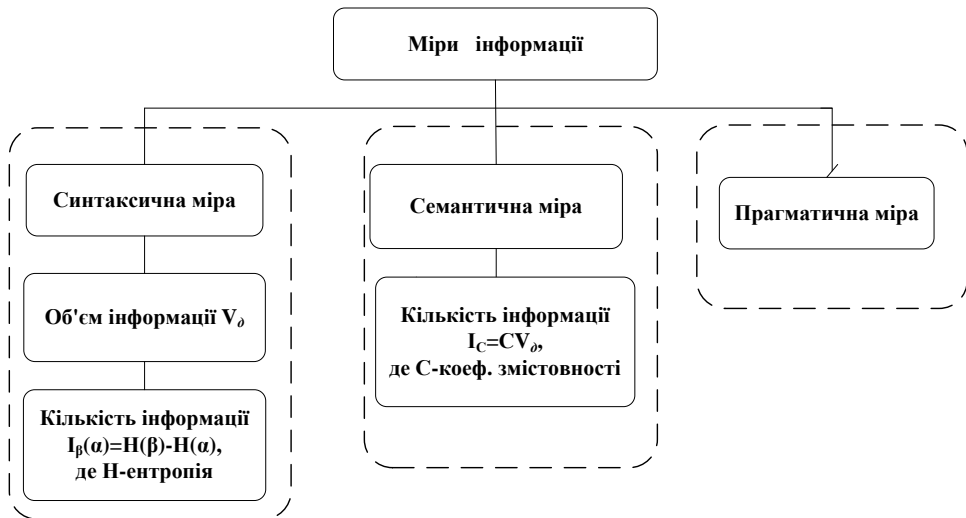 Міри інформації
Синтаксична міра
Об'єм інформації V∂
Кількість інформації
Iβ(α)=H(β)-H(α),
де H-ентропія
Семантична міра
Кількість інформації
IC=CV∂,
де C-коеф. змістовності
Прагматична міра